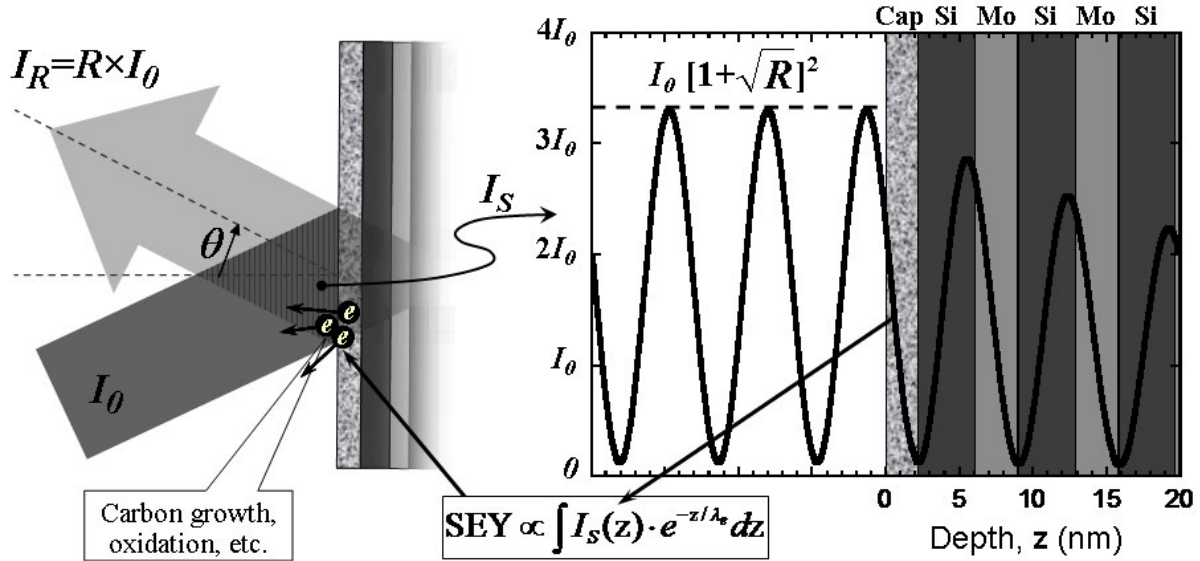 I_R=R×I_0
θ
I_S
I_0
e
e
e
Carbon growth,
oxidation, etc.
SEY ∝ ∫ I_S(z) · e^{-z/λ_e} dz
Cap Si Mo Si Mo Si
4I_0
I_0 [1+√R]²
3I_0
2I_0
I_0
0
0 5 10 15 20
Depth, z (nm)